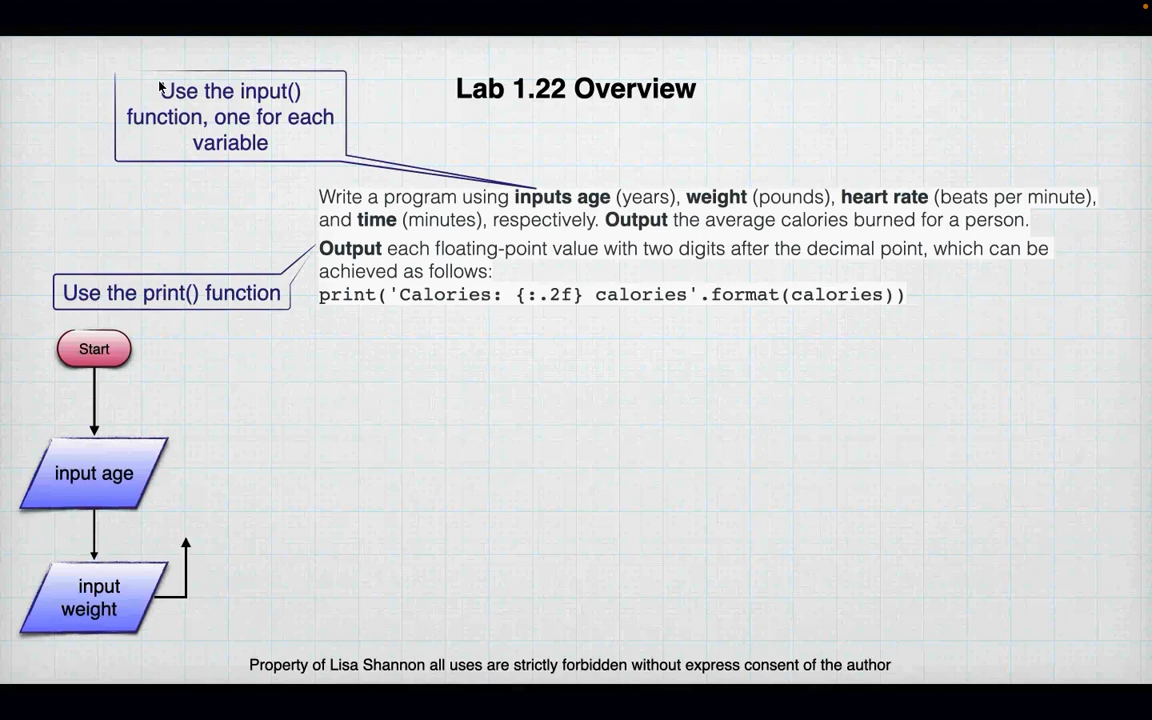 Lab 1.22 Overview
Use the input()
function, one for each
variable
Write a program using inputs age (years), weight (pounds), heart rate (beats per minute),
and time (minutes), respectively. Output the average calories burned for a person.
Output each floating-point value with two digits after the decimal point, which can be
achieved as follows:
print('Calories: {:.2f} calories'.format(calories))
Use the print() function
Start
input age
input
weight
Property of Lisa Shannon all uses are strictly forbidden without express consent of the author